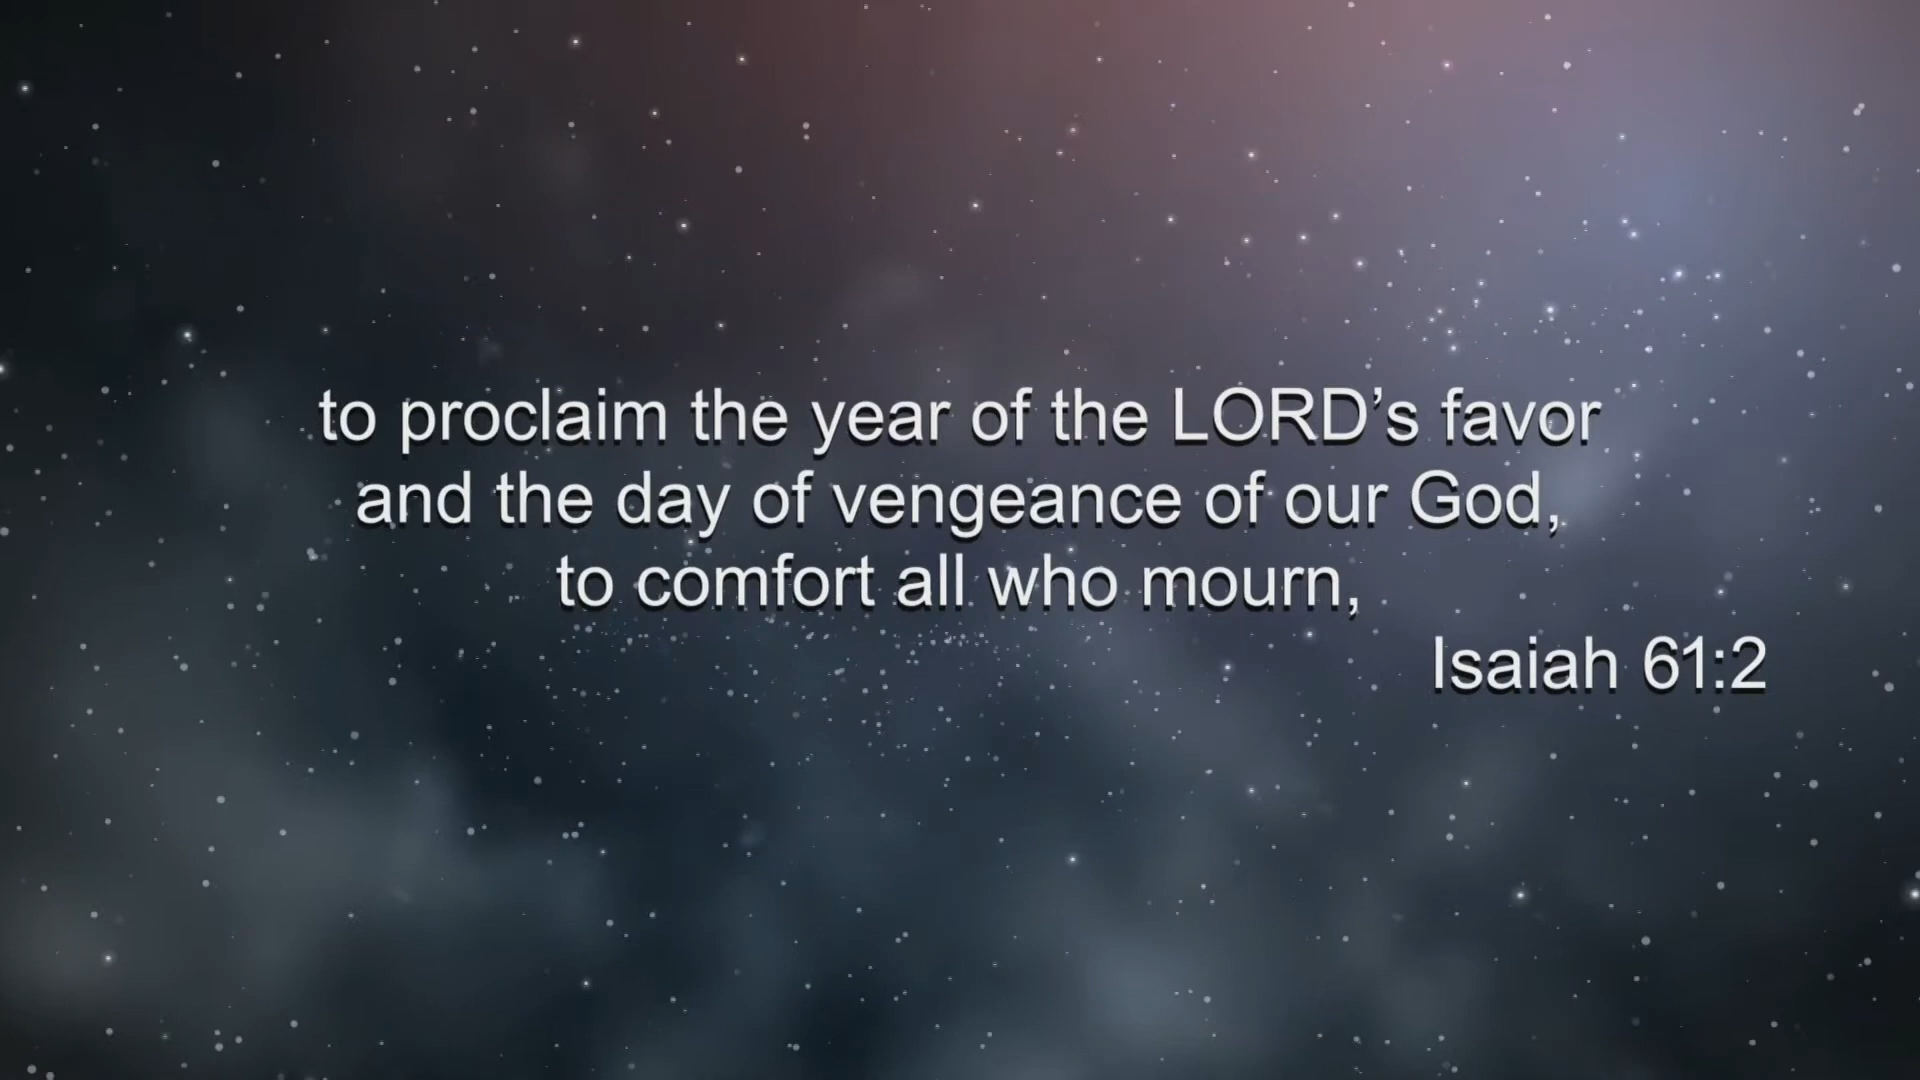 to proclaim the year of the LORD’s favor
and the day of vengeance of our God,
to comfort all who mourn,
Isaiah 61:2